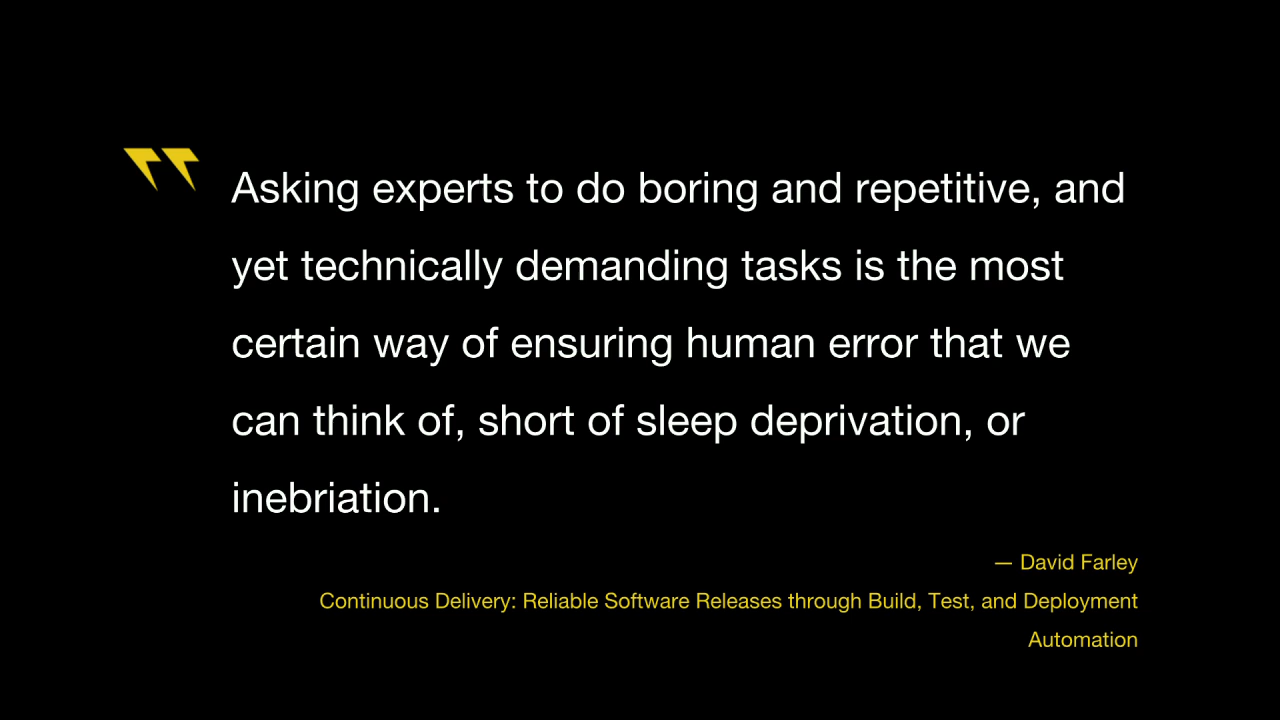 Asking experts to do boring and repetitive, and
yet technically demanding tasks is the most
certain way of ensuring human error that we
can think of, short of sleep deprivation, or
inebriation.
— David Farley
Continuous Delivery: Reliable Software Releases through Build, Test, and Deployment
Automation